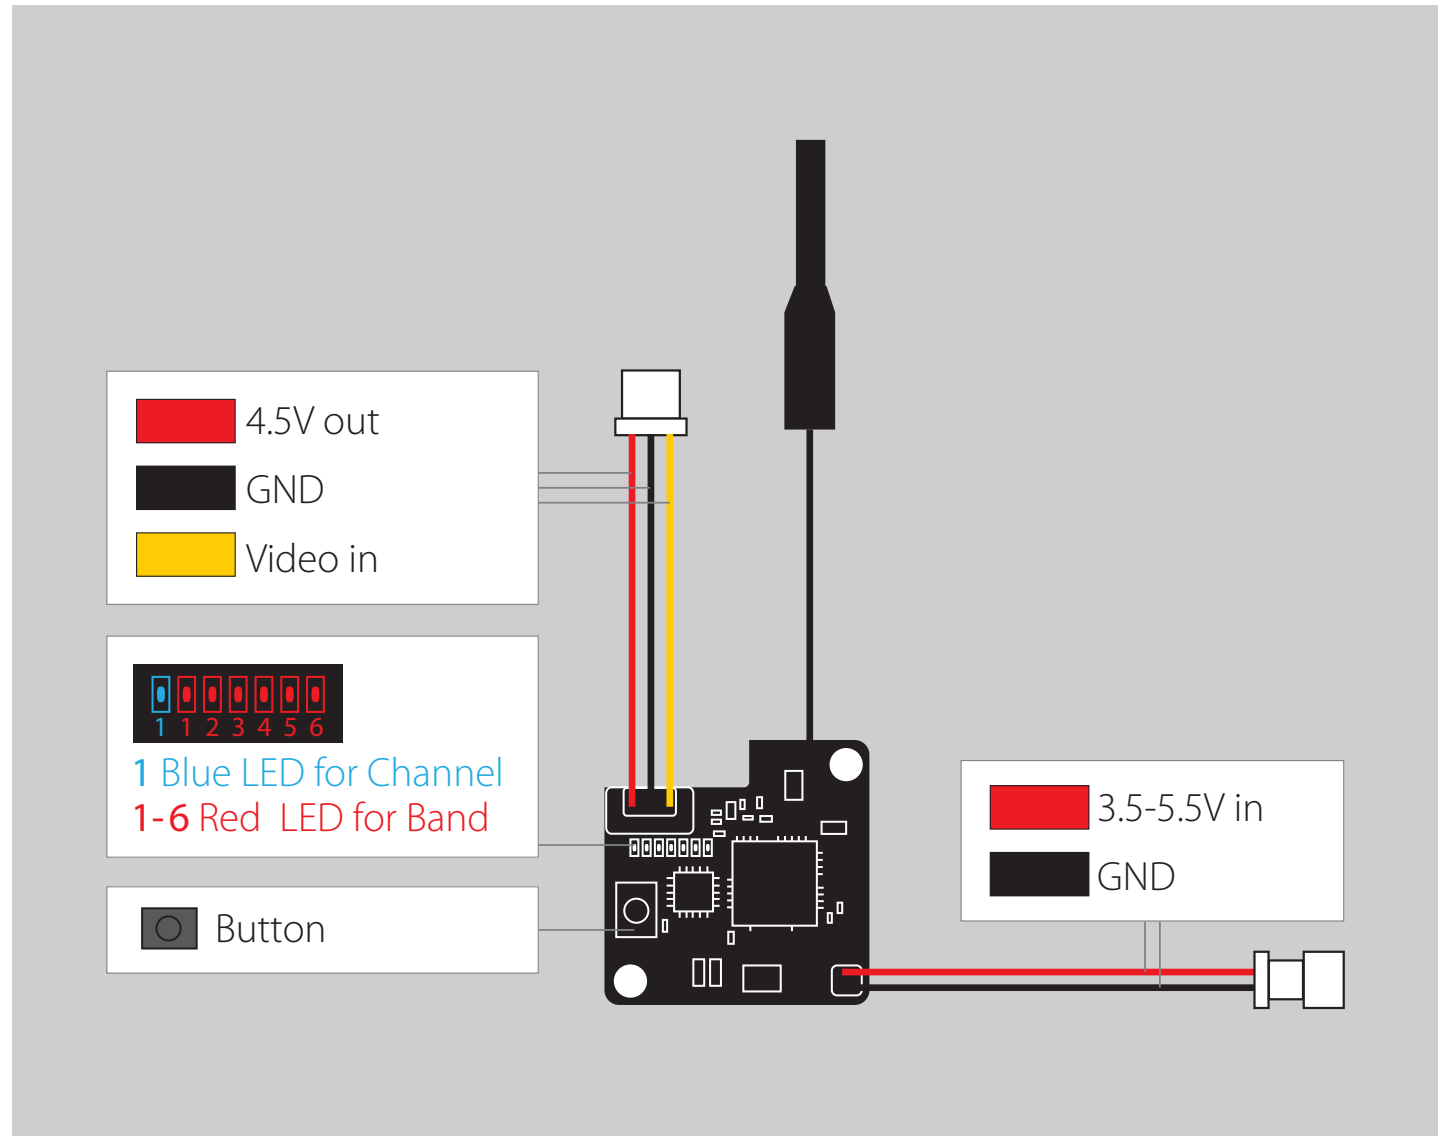 4.5V out
GND
Video in
1 1 2 3 4 5 6
1 Blue LED for Channel
1-6 Red LED for Band
Button
3.5-5.5V in
GND